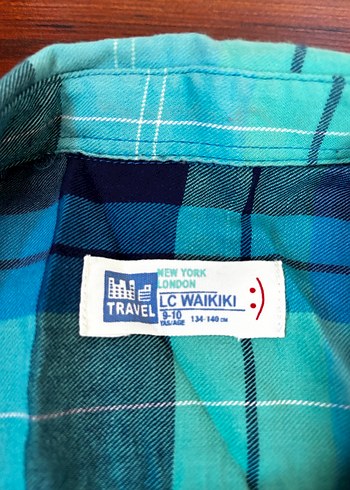 NEW YORK
LONDON
TRAVEL
LC WAIKIKI :)
9-10
YAŞ/AGE
134-140 CM